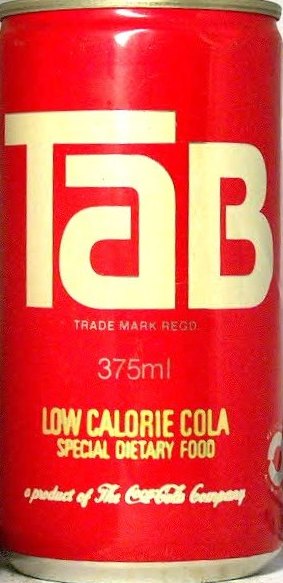 TaB
TRADE MARK REGD.
375ml
LOW CALORIE COLA
SPECIAL DIETARY FOOD
a product of The Coca-Cola Company